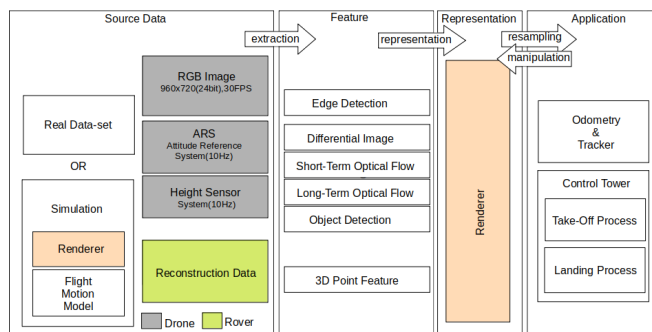 Source Data
Feature
Representation
Application
extraction
representation
resampling
manipulation
Real Data-set
OR
Simulation
Renderer
Flight
Motion
Model
RGB Image
960x720(24bit),30FPS
ARS
Attitude Reference
System(10Hz)
Height Sensor
System(10Hz)
Reconstruction Data
Drone
Rover
Edge Detection
Differential Image
Short-Term Optical Flow
Long-Term Optical Flow
Object Detection
3D Point Feature
Renderer
Odometry
&
Tracker
Control Tower
Take-Off Process
Landing Process